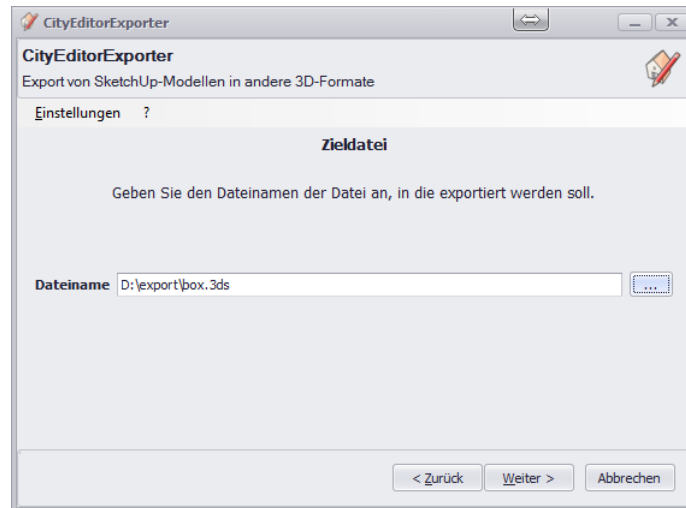 CityEditorExporter
CityEditorExporter
Export von SketchUp-Modellen in andere 3D-Formate
Einstellungen ?
Zieldatei
Geben Sie den Dateinamen der Datei an, in die exportiert werden soll.
Dateiname D:\export\box.3ds ...
< Zurück Weiter > Abbrechen